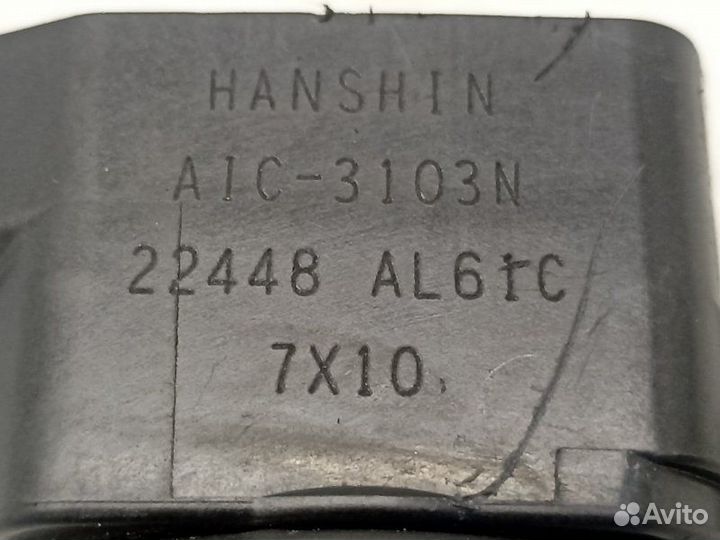 HANSHIN
AIC-3103N
22448 AL61C
7X10
Avito